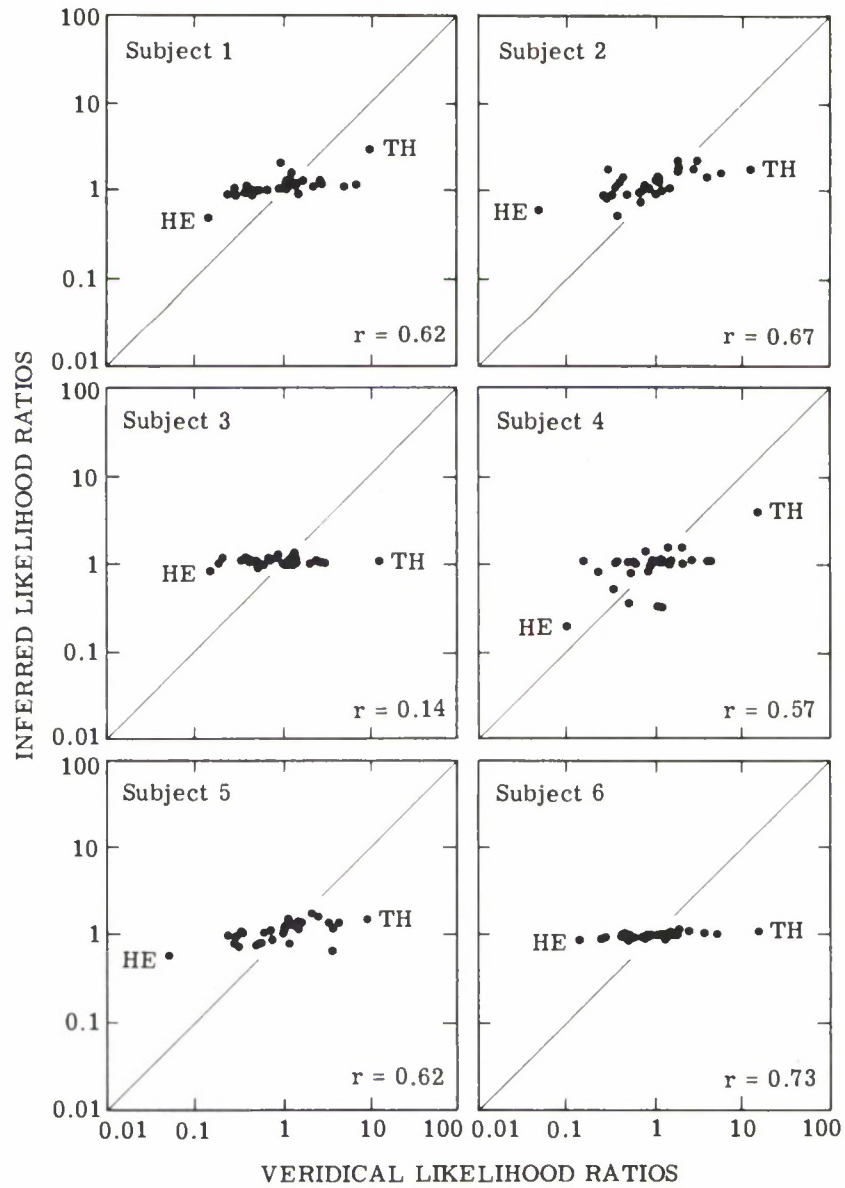 INFERRED LIKELIHOOD RATIOS
100
10
1
0.1
0.01
Subject 1
TH
HE
r = 0.62
Subject 2
TH
HE
r = 0.67
100
10
1
0.1
0.01
Subject 3
HE
TH
r = 0.14
Subject 4
TH
HE
r = 0.57
100
10
1
0.1
0.01
Subject 5
TH
HE
r = 0.62
Subject 6
HE
TH
r = 0.73
0.01 0.1 1 10 100
0.01 0.1 1 10 100
VERIDICAL LIKELIHOOD RATIOS